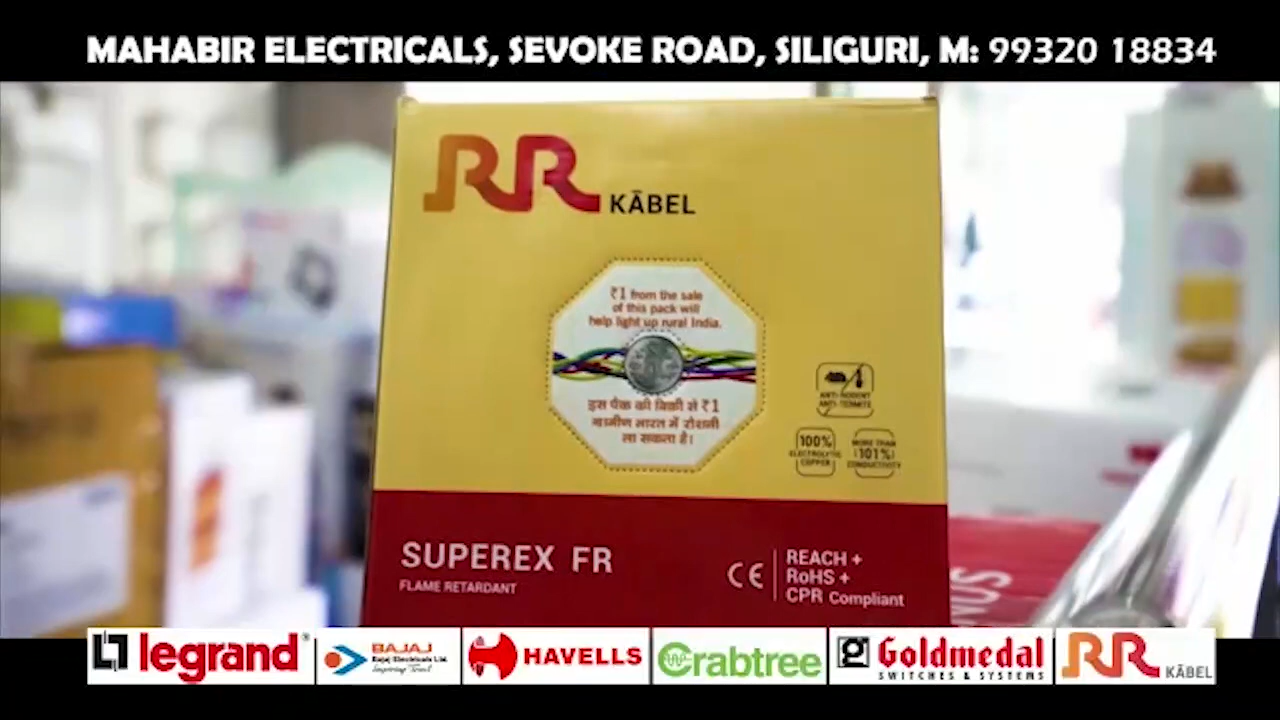 MAHABIR ELECTRICALS, SEVOKE ROAD, SILIGURI, M: 99320 18834
RR KĀBEL
₹1 from the sale
of this pack will
help light up rural India.
इस पैक की बिक्री से ₹1
ग्रामीण भारत में रोशनी
ला सकता है।
ANTI-RODENT
ANTI-TERMITE
100%
ELECTROLYTIC
COPPER
MORE THAN
101%
CONDUCTIVITY
SUPEREX FR
FLAME RETARDANT
CE
REACH +
RoHS +
CPR Compliant
legrand
BAJAJ
Bajaj Electricals Ltd.
Inspiring Trust
HAVELLS
Crabtree
g Goldmedal
SWITCHES & SYSTEMS
RR KĀBEL